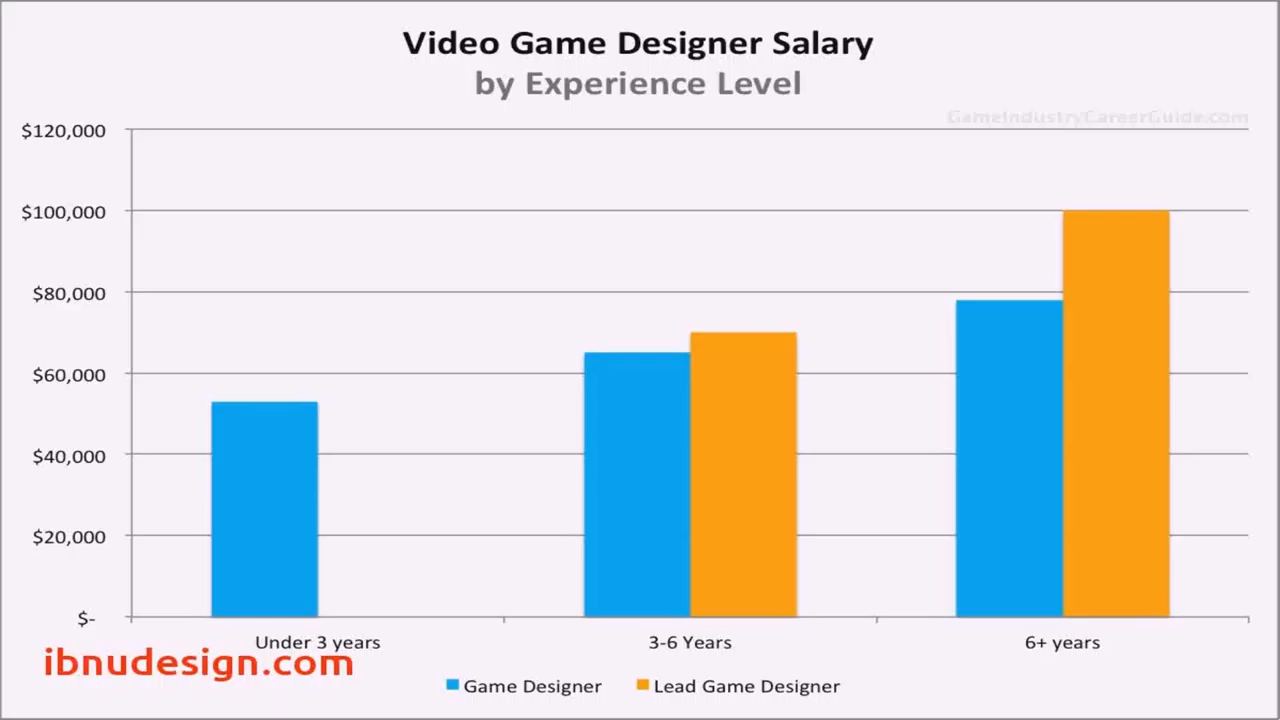 Video Game Designer Salary
by Experience Level
GameIndustryCareerGuide.com
$120,000
$100,000
$80,000
$60,000
$40,000
$20,000
$-
Under 3 years 3-6 Years 6+ years
ibnudesign.com
Game Designer Lead Game Designer